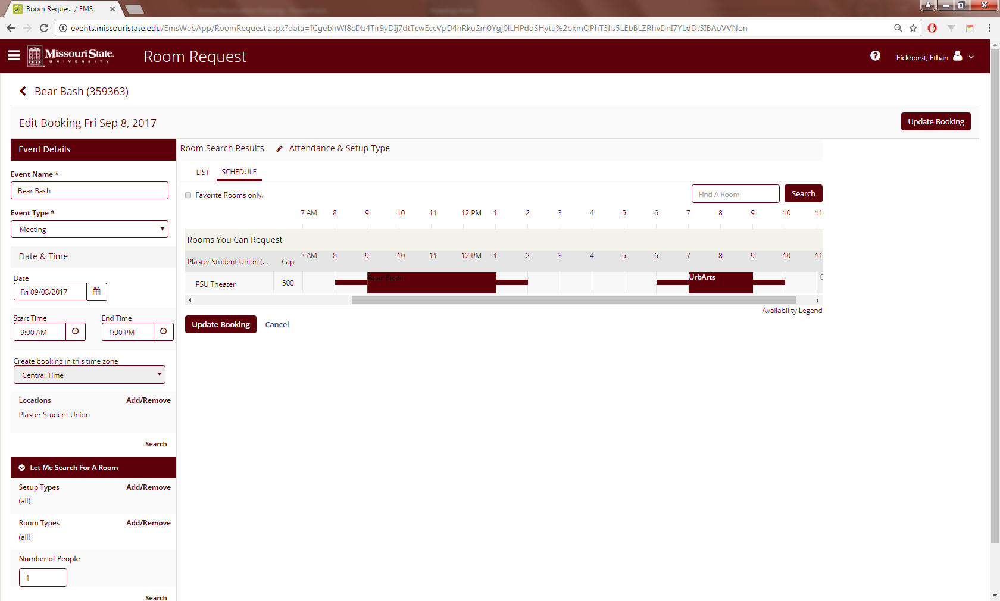 Room Request / EMS
events.missouristate.edu/EmsWebApp/RoomRequest.aspx?data=fCgebhWI8cDb4Tir9yDIj7dtTcwEccVpD4hRku2m0Ygj0lLHPddSHytu%2bkmOPhT3lis5LEbBLZRhvDnI7YLdDt3IBAoVVNon
Missouri State
UNIVERSITY
Room Request
Eickhorst, Ethan
Bear Bash (359363)
Edit Booking Fri Sep 8, 2017
Update Booking
Event Details
Event Name *
Bear Bash
Event Type *
Meeting
Date & Time
Date
Fri 09/08/2017
Start Time
End Time
9:00 AM
1:00 PM
Create booking in this time zone
Central Time
Locations
Add/Remove
Plaster Student Union
Search
Let Me Search For A Room
Setup Types
Add/Remove
(all)
Room Types
Add/Remove
(all)
Number of People
1
Search
Room Search Results
Attendance & Setup Type
LIST
SCHEDULE
Favorite Rooms only.
Find A Room
Search
7 AM 8 9 10 11 12 PM 1 2 3 4 5 6 7 8 9 10 11
Rooms You Can Request
Plaster Student Union (...
Cap
7 AM 8 9 10 11 12 PM 1 2 3 4 5 6 7 8 9 10 11
PSU Theater
500
Bear Bash
UrbArts
Availability Legend
Update Booking
Cancel